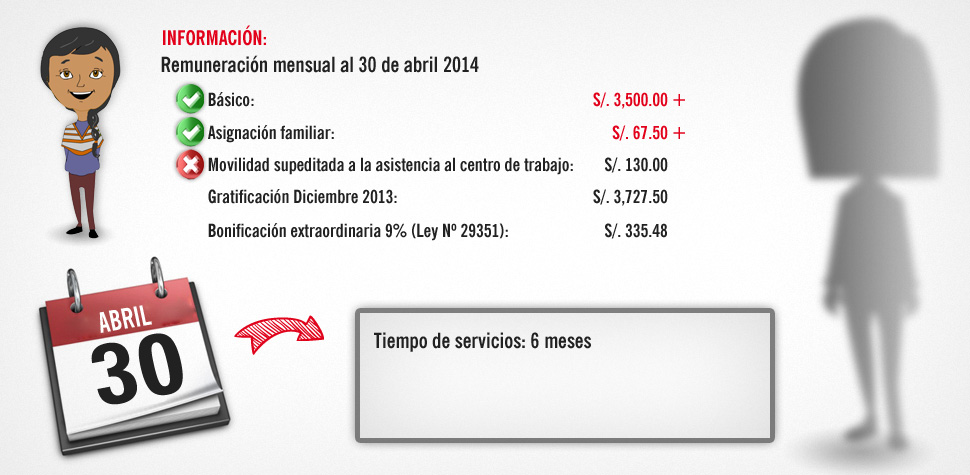 INFORMACIÓN:
Remuneración mensual al 30 de abril 2014
Básico: S/. 3,500.00 +
Asignación familiar: S/. 67.50 +
Movilidad supeditada a la asistencia al centro de trabajo: S/. 130.00
Gratificación Diciembre 2013: S/. 3,727.50
Bonificación extraordinaria 9% (Ley Nº 29351): S/. 335.48
ABRIL
30
Tiempo de servicios: 6 meses